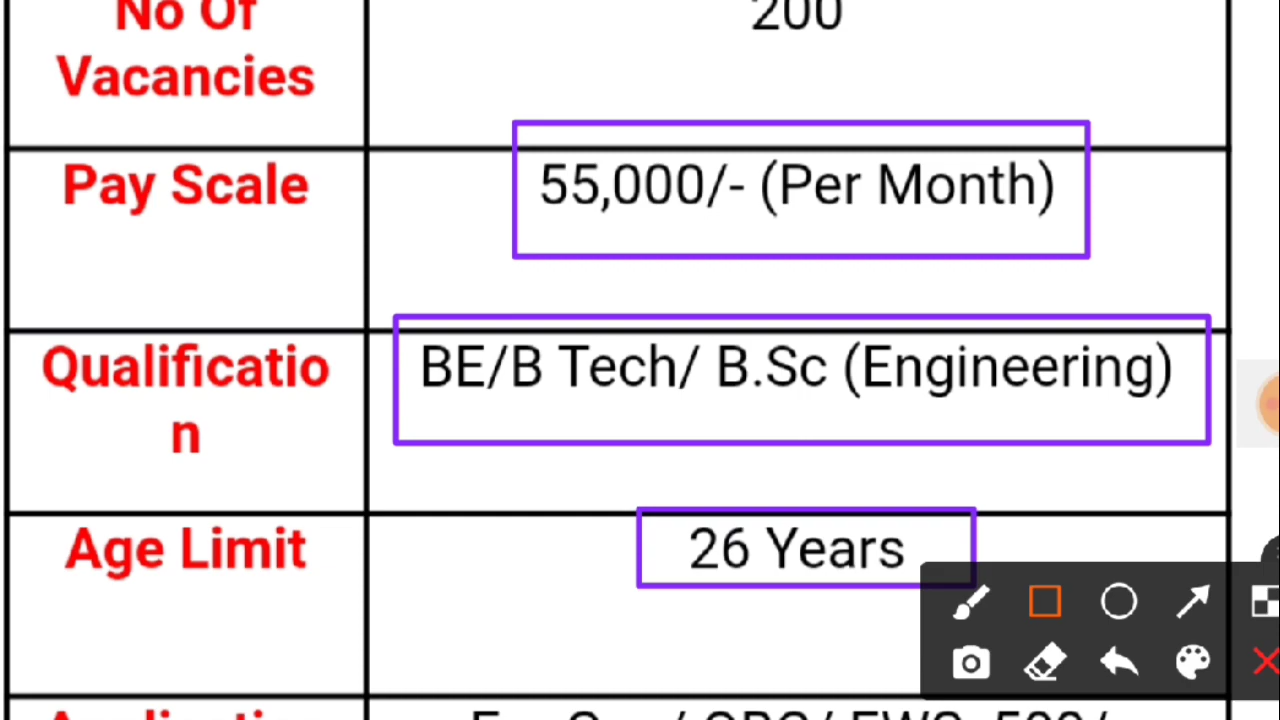 No Of
Vacancies
200
Pay Scale
55,000/- (Per Month)
Qualificatio
n
BE/B Tech/ B.Sc (Engineering)
Age Limit
26 Years